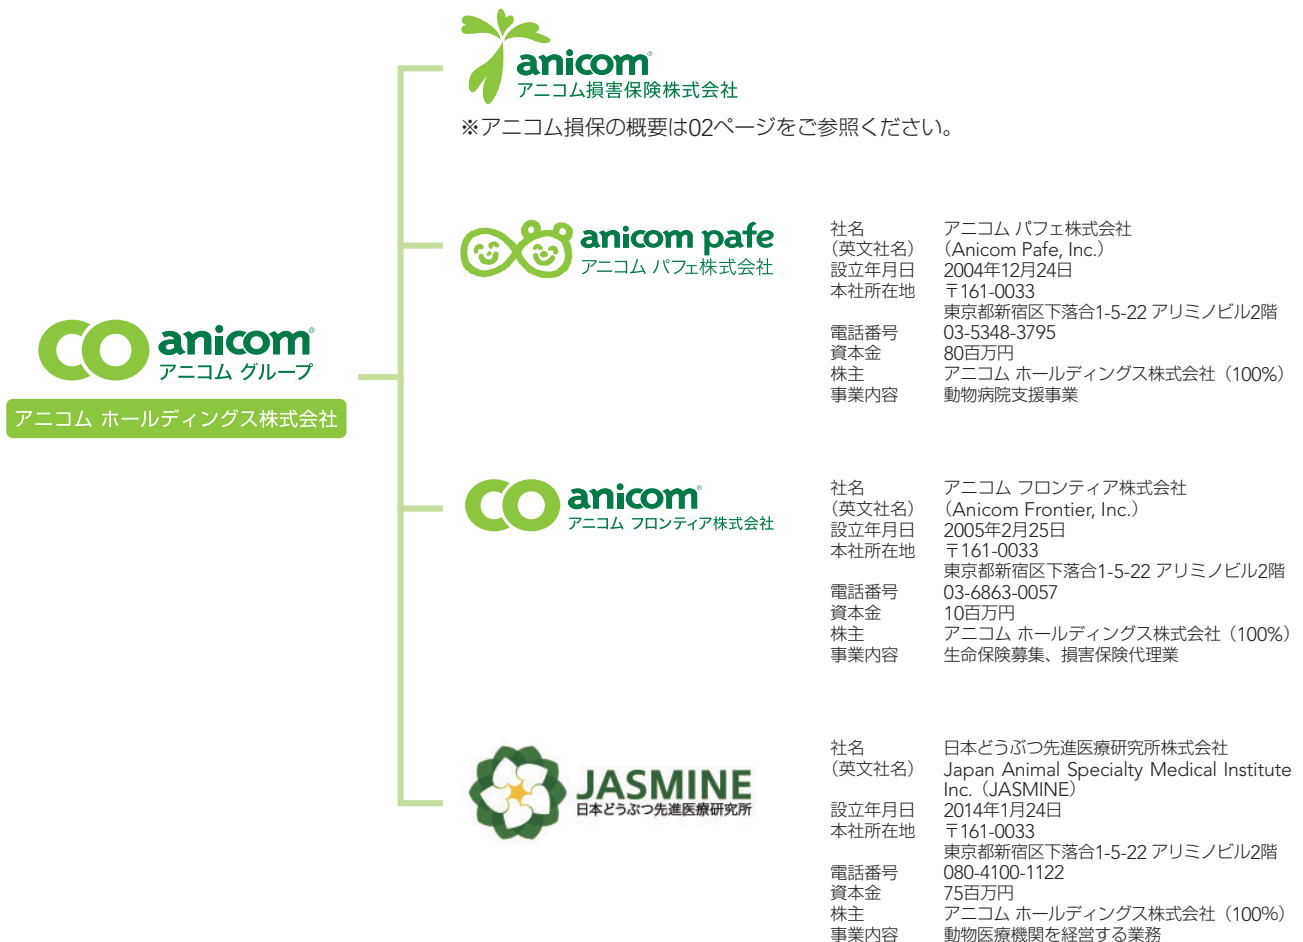 anicom®
アニコム損害保険株式会社
※アニコム損保の概要は02ページをご参照ください。
anicom pafe
アニコム パフェ株式会社
社名 アニコム パフェ株式会社
(英文社名) (Anicom Pafe, Inc.)
設立年月日 2004年12月24日
本社所在地 〒161-0033
東京都新宿区下落合1-5-22 アリミノビル2階
電話番号 03-5348-3795
資本金 80百万円
株主 アニコム ホールディングス株式会社(100%)
事業内容 動物病院支援事業
anicom®
アニコム グループ
アニコム ホールディングス株式会社
anicom®
アニコム フロンティア株式会社
社名 アニコム フロンティア株式会社
(英文社名) (Anicom Frontier, Inc.)
設立年月日 2005年2月25日
本社所在地 〒161-0033
東京都新宿区下落合1-5-22 アリミノビル2階
電話番号 03-6863-0057
資本金 10百万円
株主 アニコム ホールディングス株式会社(100%)
事業内容 生命保険募集、損害保険代理業
JASMINE
日本どうぶつ先進医療研究所
社名 日本どうぶつ先進医療研究所株式会社
(英文社名) Japan Animal Specialty Medical Institute
Inc.(JASMINE)
設立年月日 2014年1月24日
本社所在地 〒161-0033
東京都新宿区下落合1-5-22 アリミノビル2階
電話番号 080-4100-1122
資本金 75百万円
株主 アニコム ホールディングス株式会社(100%)
事業内容 動物医療機関を経営する業務